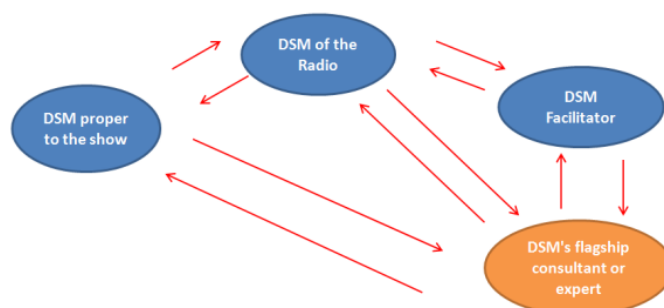 DSM of the
Radio
DSM proper
to the show
DSM
Facilitator
DSM's flagship
consultant or
expert